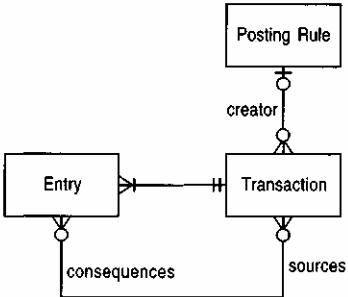 Posting Rule
creator
Entry
Transaction
consequences
sources